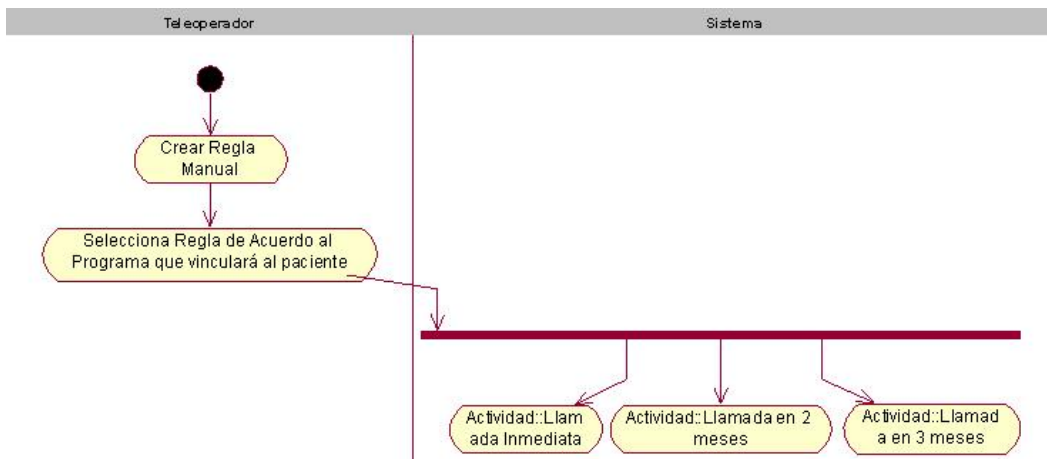 Teleoperador
Sistema
Crear Regla
Manual
Selecciona Regla de Acuerdo al
Programa que vinculará al paciente
Actividad::Llam
ada Inmediata
Actividad::Llamada en 2
meses
Actividad::Llamad
a en 3 meses